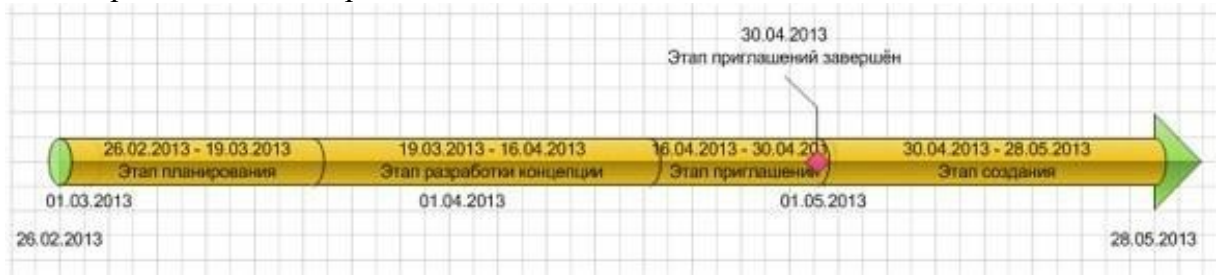 30.04.2013
Этап приглашений завершён
26.02.2013 - 19.03.2013
Этап планирования
19.03.2013 - 16.04.2013
Этап разработки концепции
16.04.2013 - 30.04.2013
Этап приглашений
30.04.2013 - 28.05.2013
Этап создания
01.03.2013
01.04.2013
01.05.2013
26.02.2013
28.05.2013